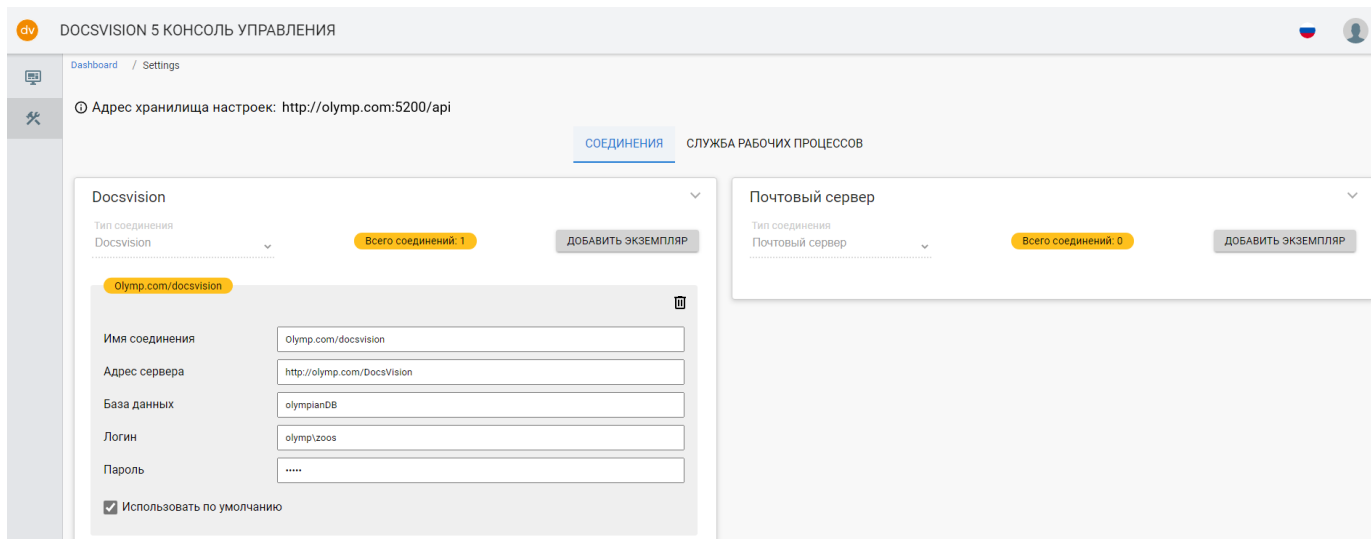 dv DOCSVISION 5 КОНСОЛЬ УПРАВЛЕНИЯ
Dashboard / Settings
Адрес хранилища настроек: http://olymp.com:5200/api
СОЕДИНЕНИЯ СЛУЖБА РАБОЧИХ ПРОЦЕССОВ
Docsvision
Тип соединения
Docsvision
Всего соединений: 1
ДОБАВИТЬ ЭКЗЕМПЛЯР
Olymp.com/docsvision
Имя соединения Olymp.com/docsvision
Адрес сервера http://olymp.com/DocsVision
База данных olympianDB
Логин olymp\zoos
Пароль •••••
Использовать по умолчанию
Почтовый сервер
Тип соединения
Почтовый сервер
Всего соединений: 0
ДОБАВИТЬ ЭКЗЕМПЛЯР